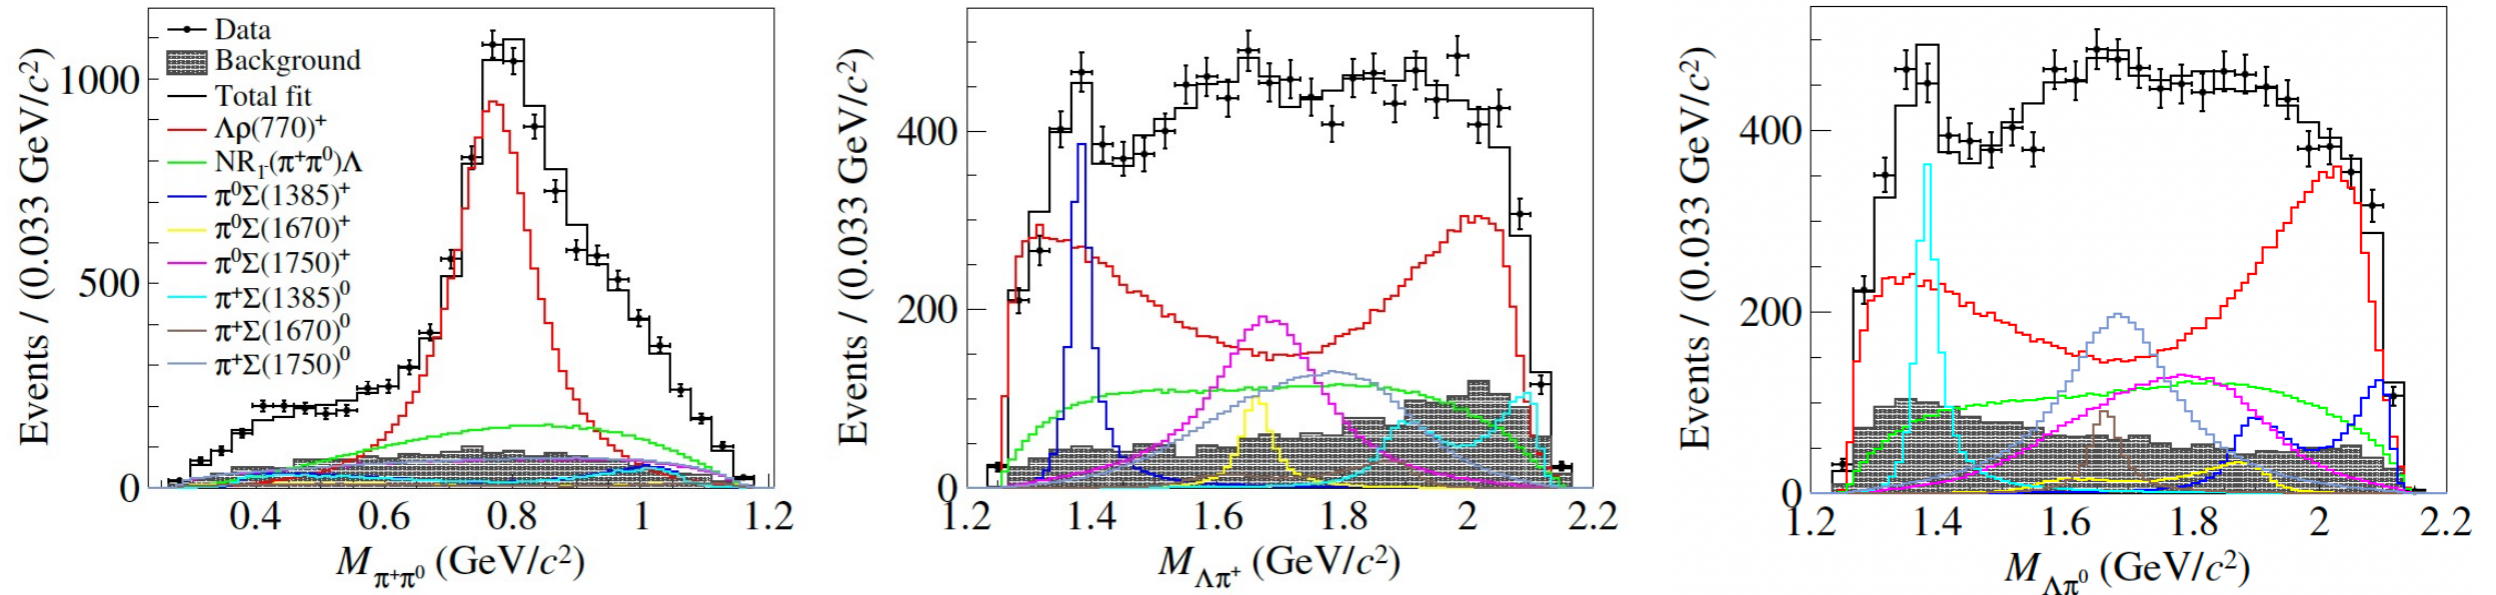 Events / (0.033 GeV/c²)
1000
500
0
0.4 0.6 0.8 1 1.2
M_π⁺π⁰ (GeV/c²)
Data
Background
Total fit
Λρ(770)⁺
NR₁-(π⁺π⁰)Λ
π⁰Σ(1385)⁺
π⁰Σ(1670)⁺
π⁰Σ(1750)⁺
π⁺Σ(1385)⁰
π⁺Σ(1670)⁰
π⁺Σ(1750)⁰
Events / (0.033 GeV/c²)
400
200
0
1.2 1.4 1.6 1.8 2 2.2
M_Λπ⁺ (GeV/c²)
Events / (0.033 GeV/c²)
400
200
0
1.2 1.4 1.6 1.8 2 2.2
M_Λπ⁰ (GeV/c²)